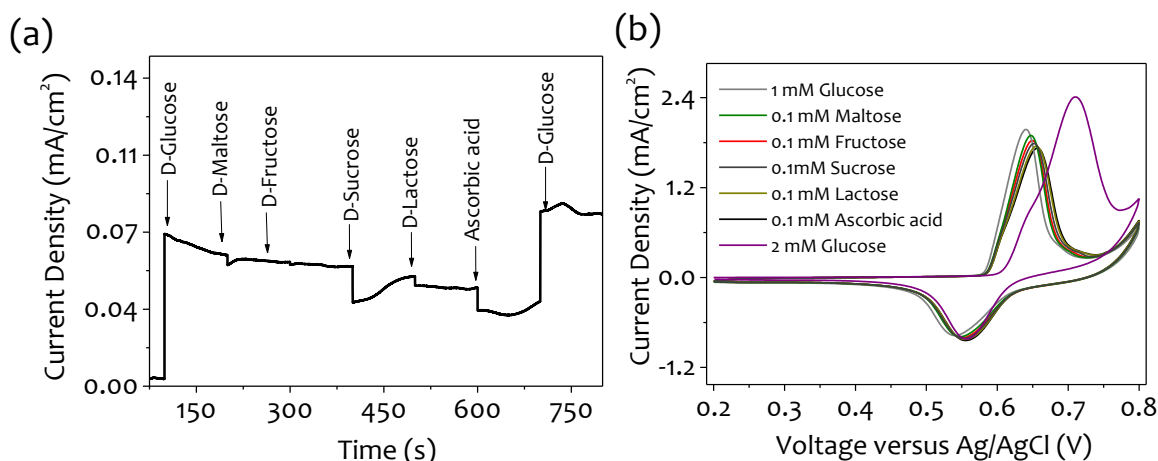 (a)
Current Density (mA/cm²)
0.14
0.11
0.07
0.04
0.00
D-Glucose
D-Maltose
D-Fructose
D-Sucrose
D-Lactose
Ascorbic acid
D-Glucose
150
300
450
600
750
Time (s)
(b)
Current Density (mA/cm²)
2.4
1.2
0.0
-1.2
1 mM Glucose
0.1 mM Maltose
0.1 mM Fructose
0.1mM Sucrose
0.1 mM Lactose
0.1 mM Ascorbic acid
2 mM Glucose
0.2
0.3
0.4
0.5
0.6
0.7
0.8
Voltage versus Ag/AgCl (V)